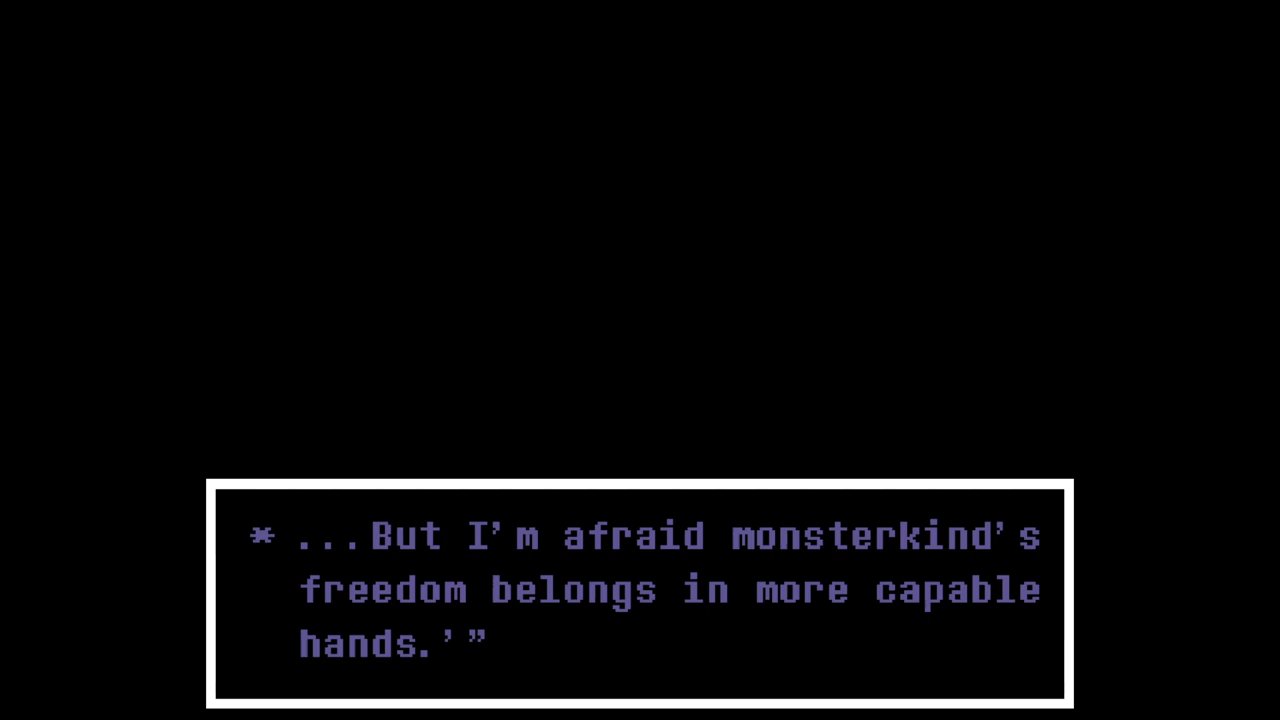 * ...But I’m afraid monsterkind’s
freedom belongs in more capable
hands.’”